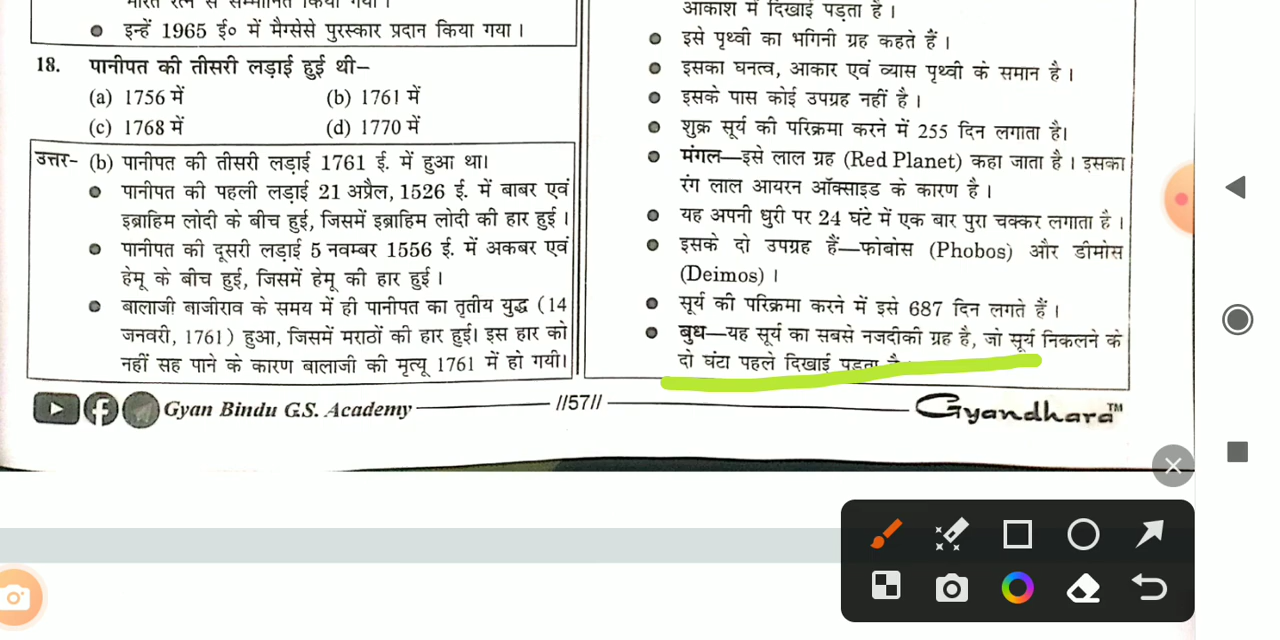 भारत रत्न से सम्मानित किया गया।
इन्हें 1965 ई० में मैग्सेसे पुरस्कार प्रदान किया गया।
18. पानीपत की तीसरी लड़ाई हुई थी–
(a) 1756 में (b) 1761 में
(c) 1768 में (d) 1770 में
उत्तर- (b) पानीपत की तीसरी लड़ाई 1761 ई. में हुआ था।
पानीपत की पहली लड़ाई 21 अप्रैल, 1526 ई. में बाबर एवं
इब्राहिम लोदी के बीच हुई, जिसमें इब्राहिम लोदी की हार हुई।
पानीपत की दूसरी लड़ाई 5 नवम्बर 1556 ई. में अकबर एवं
हेमू के बीच हुई, जिसमें हेमू की हार हुई।
बालाजी बाजीराव के समय में ही पानीपत का तृतीय युद्ध (14
जनवरी, 1761) हुआ, जिसमें मराठों की हार हुई। इस हार को
नहीं सह पाने के कारण बालाजी की मृत्यू 1761 में हो गयी।
आकाश में दिखाई पड़ता है।
इसे पृथ्वी का भगिनी ग्रह कहते हैं।
इसका घनत्व, आकार एवं व्यास पृथ्वी के समान है।
इसके पास कोई उपग्रह नहीं है।
शुक्र सूर्य की परिक्रमा करने में 255 दिन लगाता है।
मंगल—इसे लाल ग्रह (Red Planet) कहा जाता है। इसका
रंग लाल आयरन ऑक्साइड के कारण है।
यह अपनी धुरी पर 24 घंटे में एक बार पुरा चक्कर लगाता है।
इसके दो उपग्रह हैं—फोबोस (Phobos) और डीमोस
(Deimos)।
सूर्य की परिक्रमा करने में इसे 687 दिन लगते हैं।
बुध—यह सूर्य का सबसे नजदीकी ग्रह है, जो सूर्य निकलने के
दो घंटा पहले दिखाई पड़ता
Gyan Bindu G.S. Academy //57// Gyandhara™